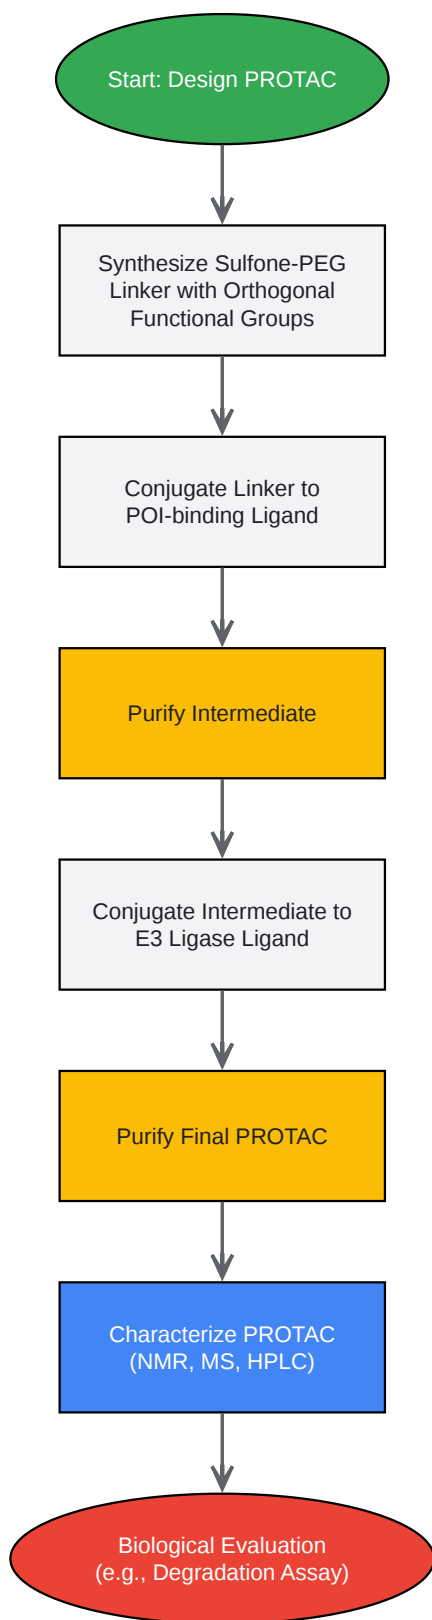 Start: Design PROTAC
Synthesize Sulfone-PEG
Linker with Orthogonal
Functional Groups
Conjugate Linker to
POI-binding Ligand
Purify Intermediate
Conjugate Intermediate to
E3 Ligase Ligand
Purify Final PROTAC
Characterize PROTAC
(NMR, MS, HPLC)
Biological Evaluation
(e.g., Degradation Assay)